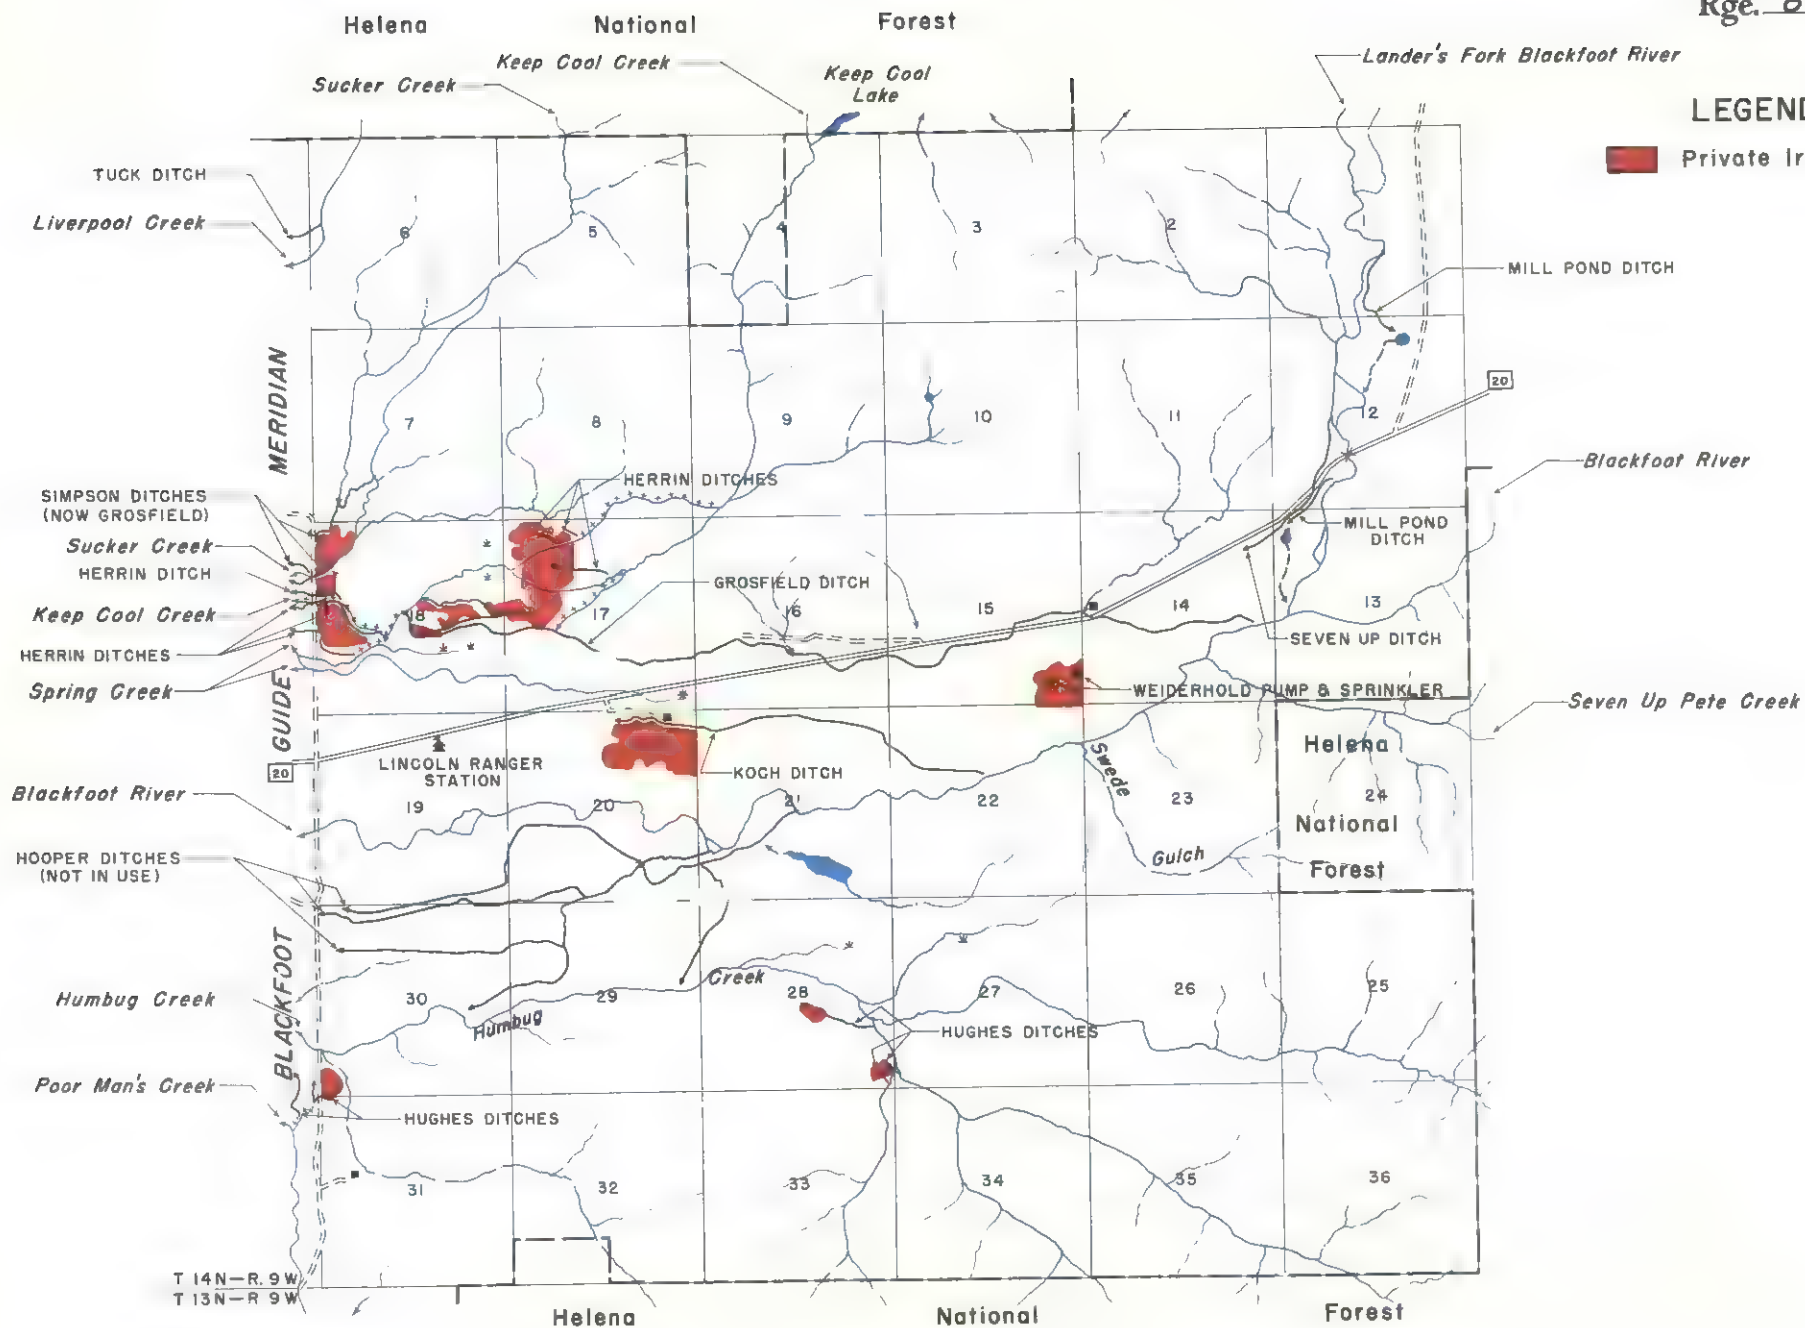 Rge.
Helena National Forest
Lander's Fork Blackfoot River
Keep Cool Creek
Keep Cool
Lake
Sucker Creek
LEGEND
Private Ir
TUCK DITCH
Liverpool Creek
6 5 4 3 2
MILL POND DITCH
20
MERIDIAN
7 8 9 10 11 12
Blackfoot River
HERRIN DITCHES
SIMPSON DITCHES
(NOW GROSFIELD)
MILL POND
DITCH
Sucker Creek
HERRIN DITCH
GROSFIELD DITCH
Keep Cool Creek
18 17 16 15 14 13
SEVEN UP DITCH
HERRIN DITCHES
Spring Creek
GUIDE
WEIDERHOLD PUMP & SPRINKLER
Seven Up Pete Creek
20
LINCOLN RANGER
STATION
KOCH DITCH
Swede
Gulch
Helena
National
Forest
Blackfoot River
19 20 21 22 23 24
HOOPER DITCHES
(NOT IN USE)
BLACKFOOT
Creek
Humbug Creek
30 29 28 27 26 25
Humbug
HUGHES DITCHES
Poor Man's Creek
HUGHES DITCHES
31 32 33 34 35 36
T 14N-R. 9W
T 13N-R 9W
Helena National Forest